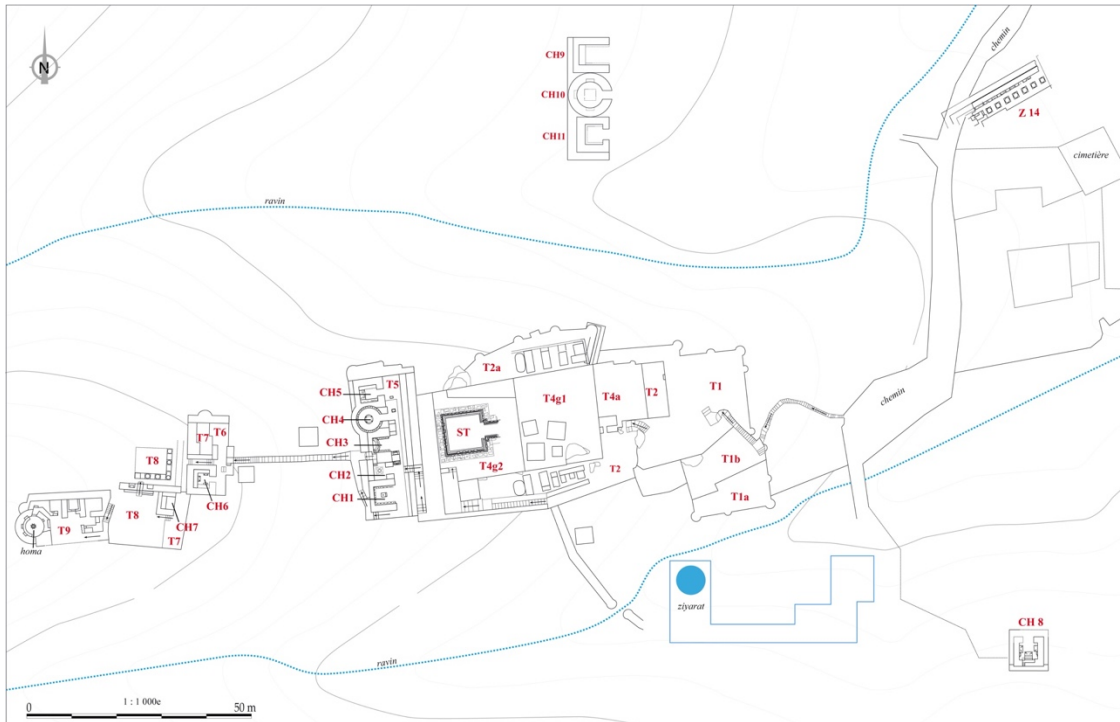 N
CH9
CH10
CH11
chemin
Z 14
cimetière
ravin
T2a
T5
CH5
T4g1
T4a
T2
T1
chemin
CH4
ST
T7
T6
CH3
T8
T4g2
T2
T1b
CH2
CH1
T1a
CH6
T8
CH7
T9
T7
homa
ziyarat
CH 8
ravin
1 : 1 000e
0
50 m